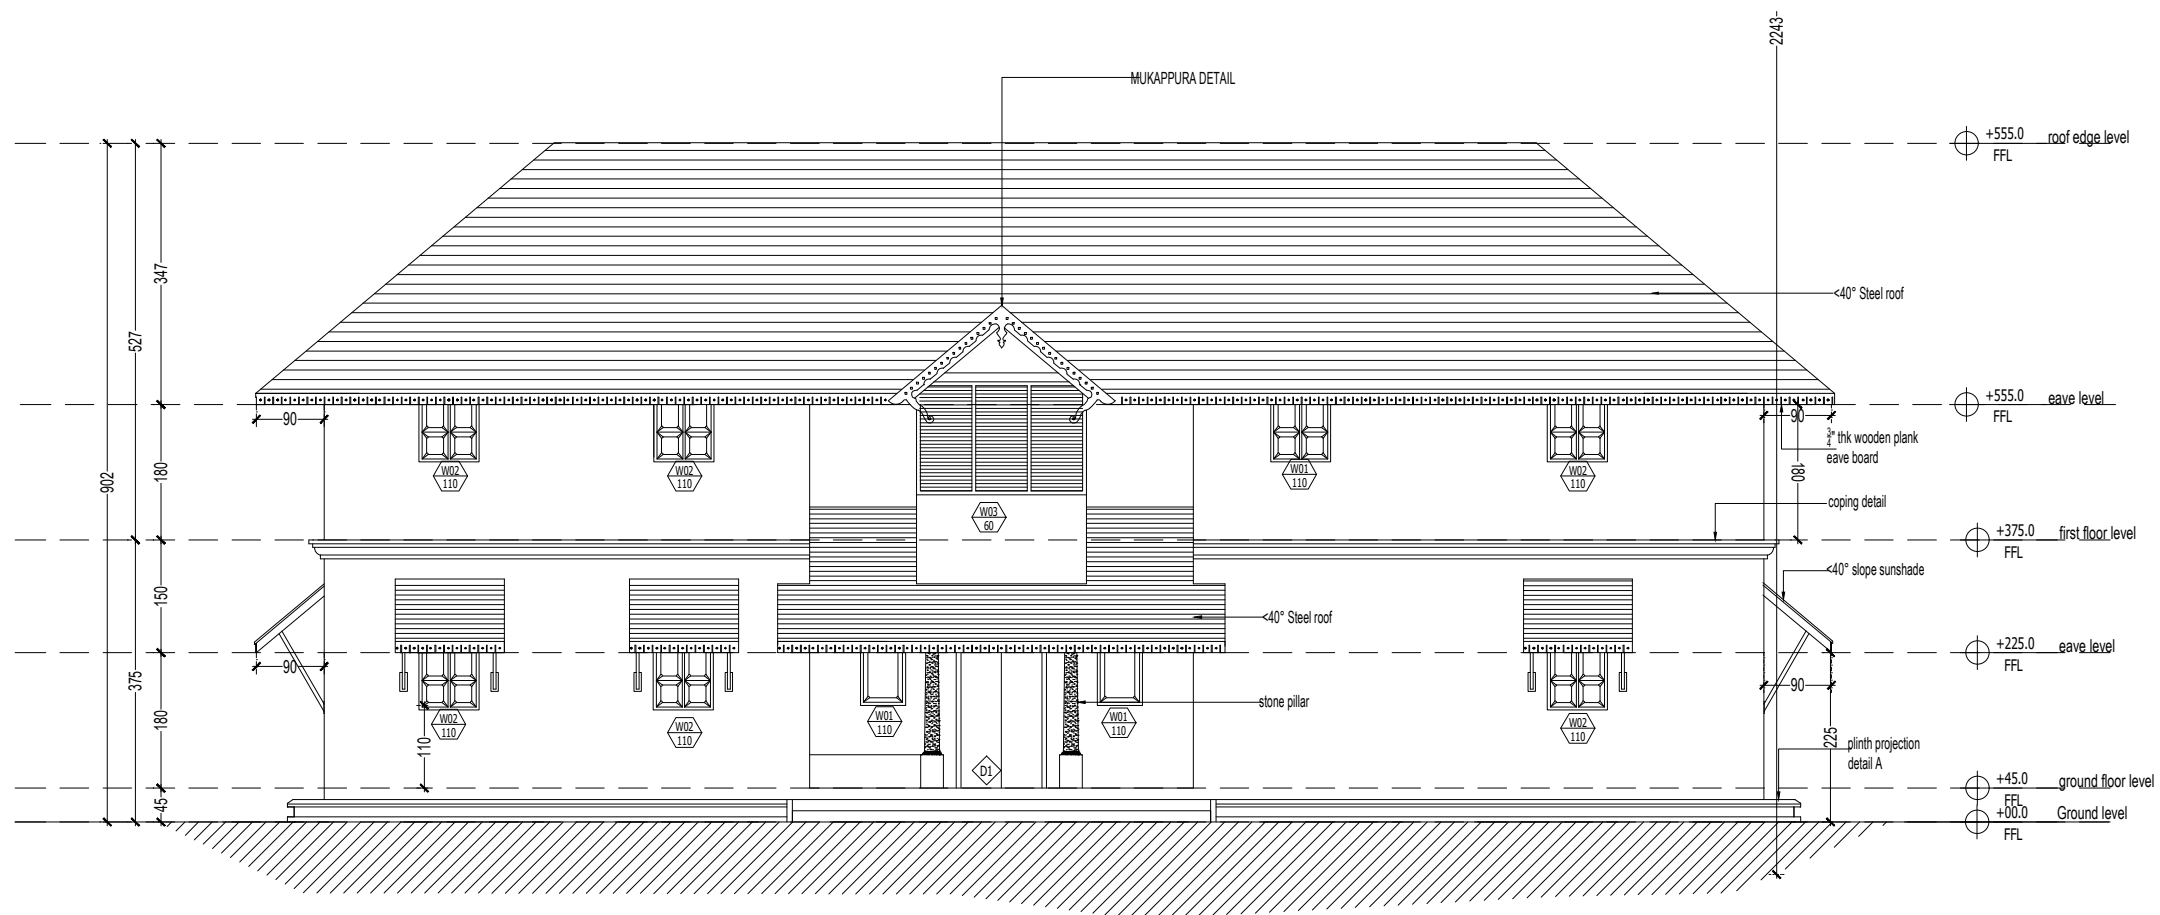 2243
MUKAPPURA DETAIL
+555.0 roof edge level
FFL
347
<40° Steel roof
527
+555.0 eave level
FFL
90
90
3/4" thk wooden plank
eave board
W02
110
W02
110
W01
110
W02
110
902
180
180
coping detail
W03
60
+375.0 first floor level
FFL
<40° slope sunshade
150
<40° Steel roof
+225.0 eave level
FFL
90
90
375
stone pillar
180
W02
110
W02
110
W01
110
W01
110
W02
110
110
225
plinth projection
detail A
D1
+45.0 ground floor level
FFL
45
+00.0 Ground level
FFL